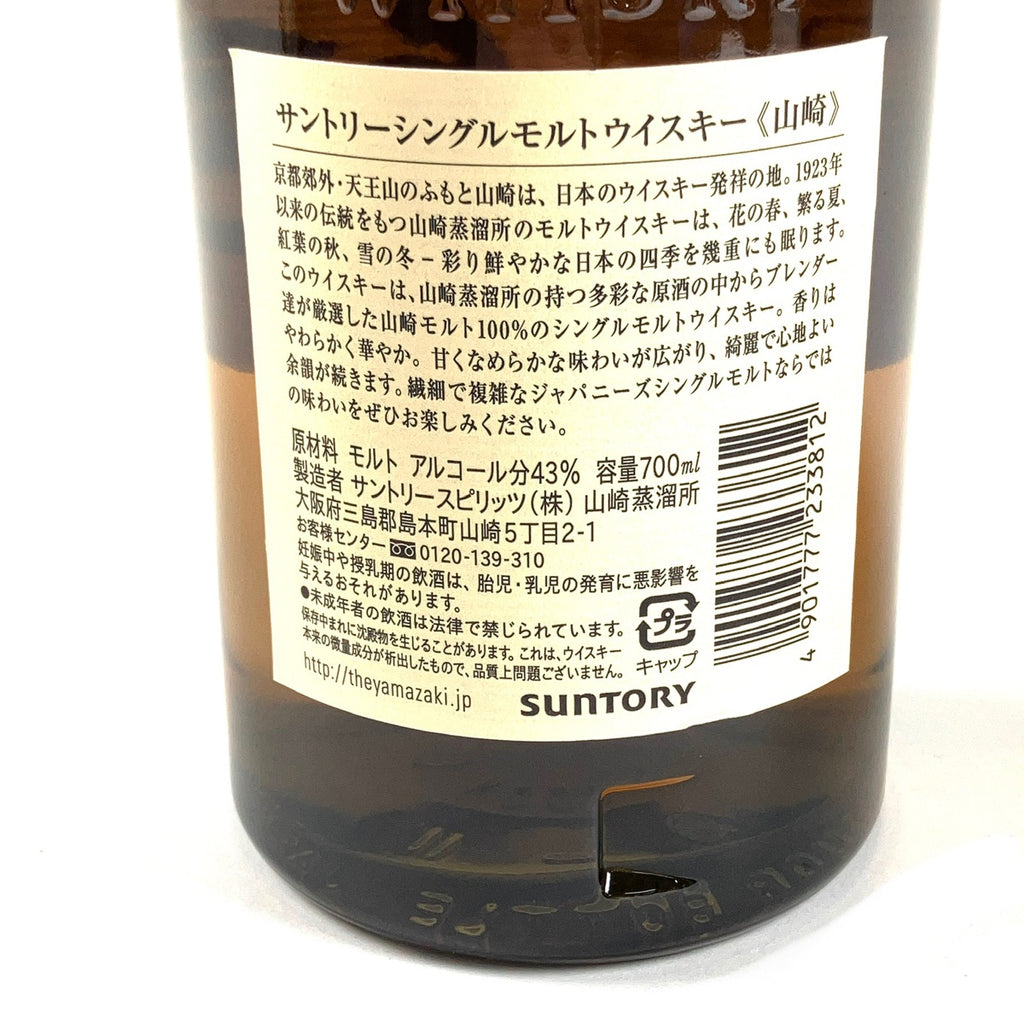 サントリーシングルモルトウイスキー《山崎》
京都郊外・天王山のふもと山崎は、日本のウイスキー発祥の地。1923年
以来の伝統をもつ山崎蒸溜所のモルトウイスキーは、花の春、繁る夏、
紅葉の秋、雪の冬－彩り鮮やかな日本の四季を幾重にも眠ります。
このウイスキーは、山崎蒸溜所の持つ多彩な原酒の中からブレンダー
達が厳選した山崎モルト100%のシングルモルトウイスキー。香りは
やわらかく華やか。甘くなめらかな味わいが広がり、綺麗で心地よい
余韻が続きます。繊細で複雑なジャパニーズシングルモルトならでは
の味わいをぜひお楽しみください。
原材料 モルト アルコール分43% 容量700ml
製造者 サントリースピリッツ(株) 山崎蒸溜所
大阪府三島郡島本町山崎5丁目2-1
お客様センター 0120-139-310
妊娠中や授乳期の飲酒は、胎児・乳児の発育に悪影響を
与えるおそれがあります。
●未成年者の飲酒は法律で禁じられています。
保存中まれに沈殿物を生じることがあります。これは、ウイスキー
本来の微量成分が析出したもので、品質上問題ございません。
http://theyamazaki.jp
プラ
キャップ
SUNTORY
4 901777 233812